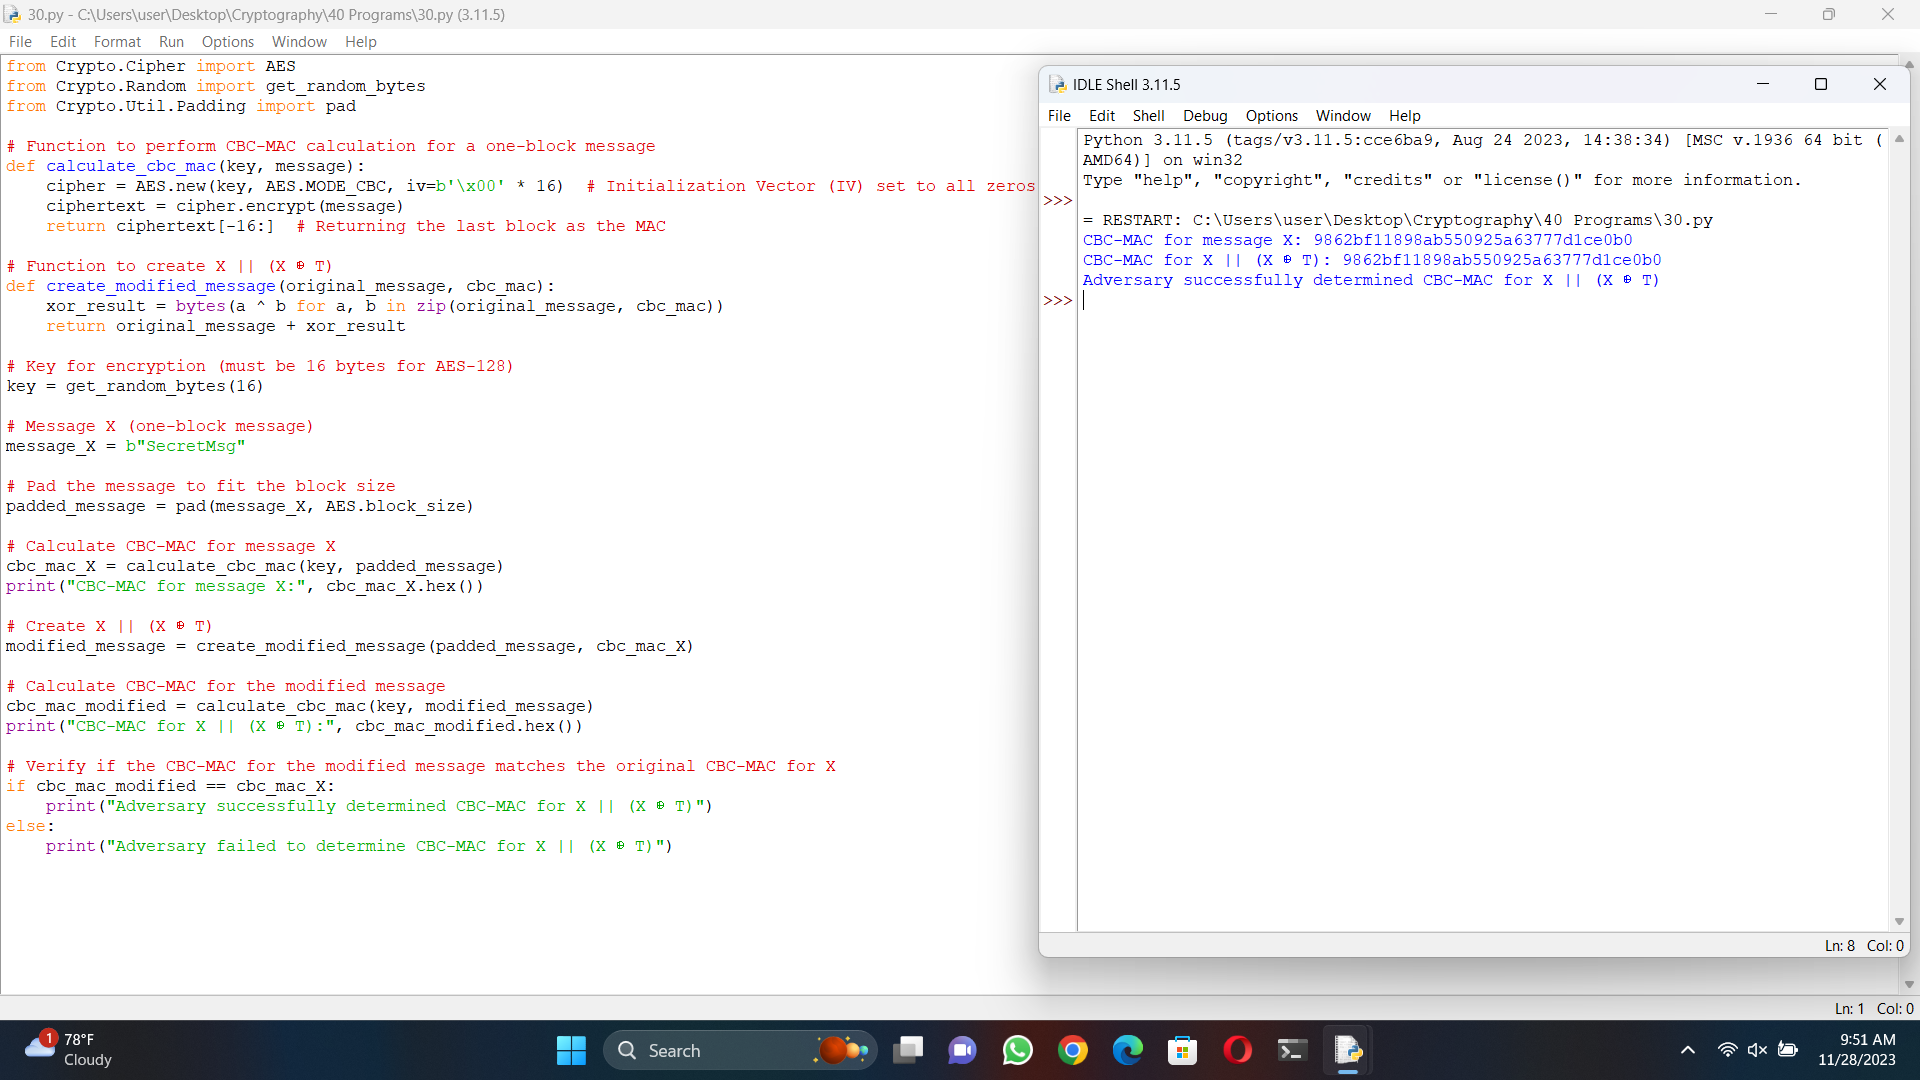 30.py - C:\Users\user\Desktop\Cryptography\40 Programs\30.py (3.11.5)
File Edit Format Run Options Window Help
from Crypto.Cipher import AES
from Crypto.Random import get_random_bytes
from Crypto.Util.Padding import pad

# Function to perform CBC-MAC calculation for a one-block message
def calculate_cbc_mac(key, message):
    cipher = AES.new(key, AES.MODE_CBC, iv=b'\x00' * 16)  # Initialization Vector (IV) set to all zeros
    ciphertext = cipher.encrypt(message)
    return ciphertext[-16:]  # Returning the last block as the MAC

# Function to create X || (X ⊕ T)
def create_modified_message(original_message, cbc_mac):
    xor_result = bytes(a ^ b for a, b in zip(original_message, cbc_mac))
    return original_message + xor_result

# Key for encryption (must be 16 bytes for AES-128)
key = get_random_bytes(16)

# Message X (one-block message)
message_X = b"SecretMsg"

# Pad the message to fit the block size
padded_message = pad(message_X, AES.block_size)

# Calculate CBC-MAC for message X
cbc_mac_X = calculate_cbc_mac(key, padded_message)
print("CBC-MAC for message X:", cbc_mac_X.hex())

# Create X || (X ⊕ T)
modified_message = create_modified_message(padded_message, cbc_mac_X)

# Calculate CBC-MAC for the modified message
cbc_mac_modified = calculate_cbc_mac(key, modified_message)
print("CBC-MAC for X || (X ⊕ T):", cbc_mac_modified.hex())

# Verify if the CBC-MAC for the modified message matches the original CBC-MAC for X
if cbc_mac_modified == cbc_mac_X:
    print("Adversary successfully determined CBC-MAC for X || (X ⊕ T)")
else:
    print("Adversary failed to determine CBC-MAC for X || (X ⊕ T)")
IDLE Shell 3.11.5
File Edit Shell Debug Options Window Help
Python 3.11.5 (tags/v3.11.5:cce6ba9, Aug 24 2023, 14:38:34) [MSC v.1936 64 bit (
AMD64)] on win32
Type "help", "copyright", "credits" or "license()" for more information.
>>>
= RESTART: C:\Users\user\Desktop\Cryptography\40 Programs\30.py
CBC-MAC for message X: 9862bf11898ab550925a63777d1ce0b0
CBC-MAC for X || (X ⊕ T): 9862bf11898ab550925a63777d1ce0b0
Adversary successfully determined CBC-MAC for X || (X ⊕ T)
>>>
Ln: 8 Col: 0
Ln: 1 Col: 0
1
78°F
Cloudy
Search
9:51 AM
11/28/2023